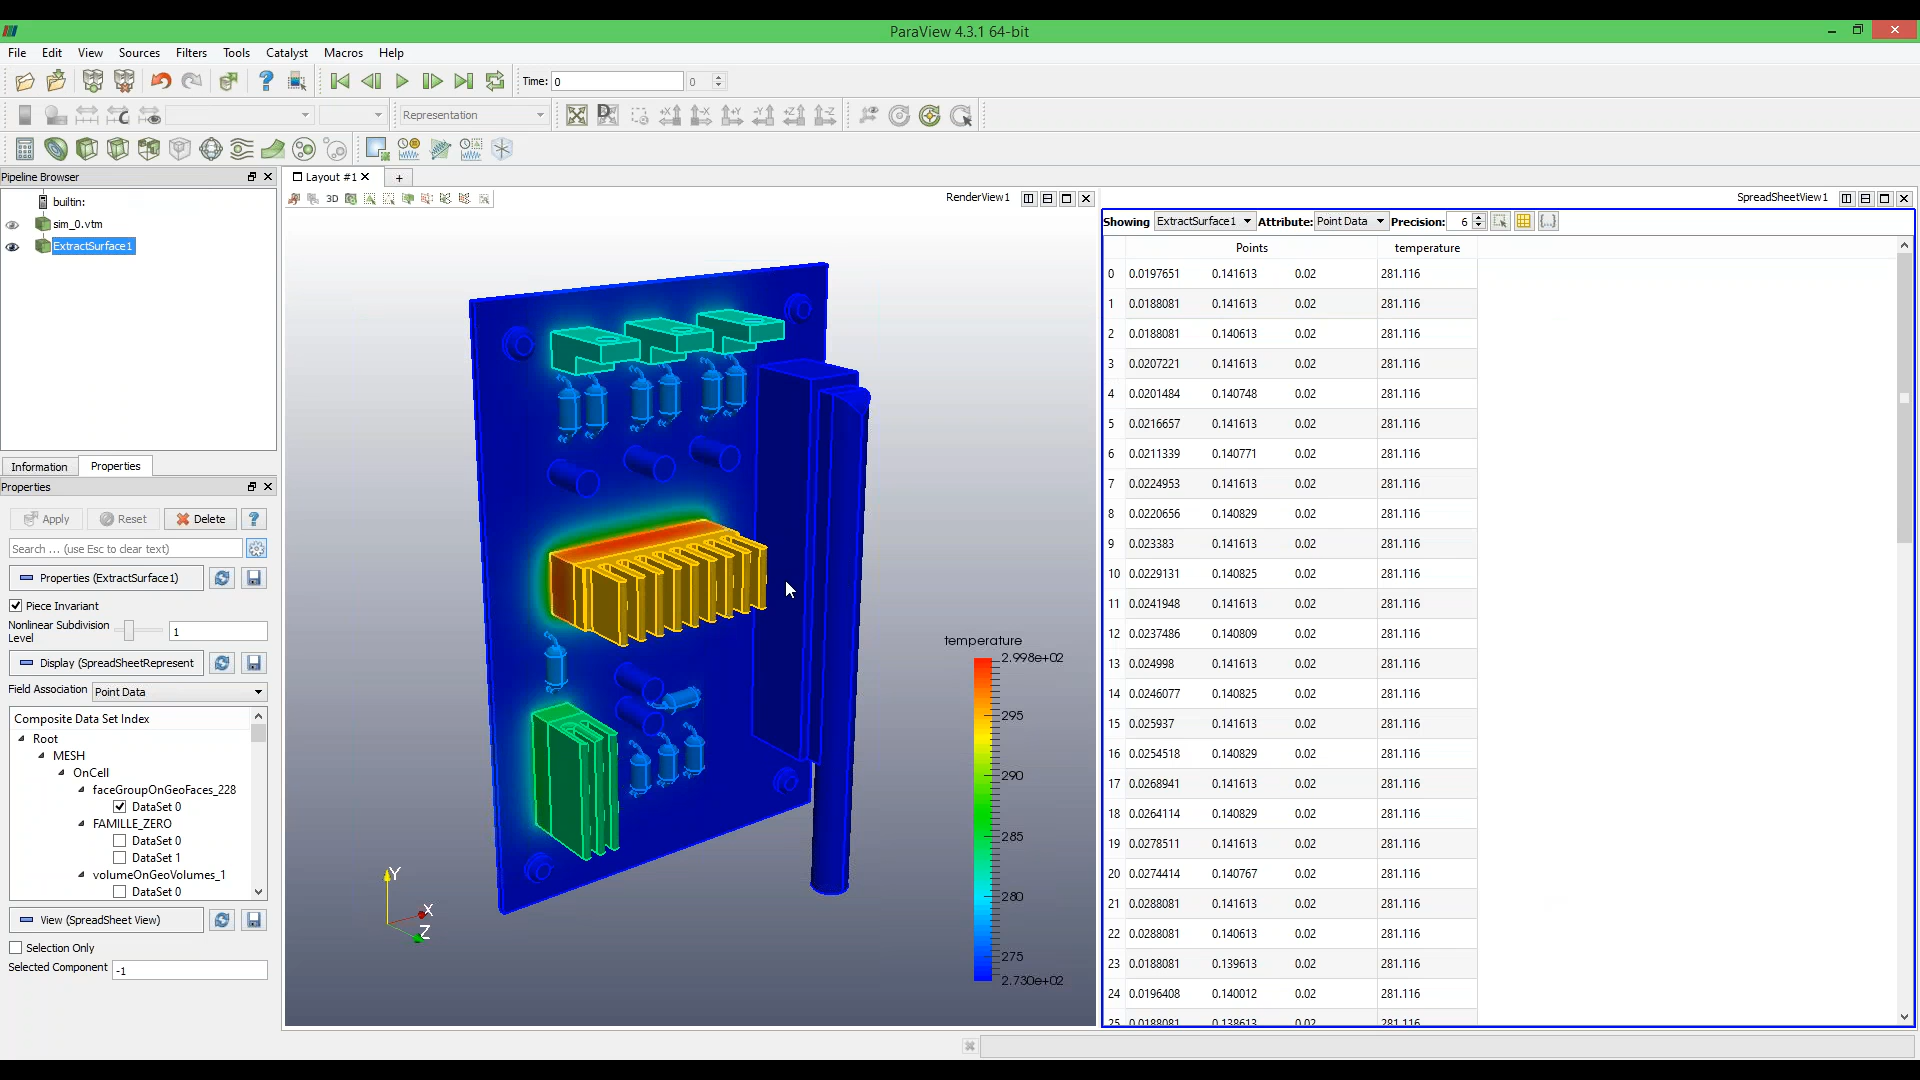 ParaView 4.3.1 64-bit
File Edit View Sources Filters Tools Catalyst Macros Help
Time: 0 0
Representation
Pipeline Browser
builtin:
sim_0.vtm
ExtractSurface1
Information Properties
Properties
Apply Reset Delete ?
Search ... (use Esc to clear text)
Properties (ExtractSurface1)
Piece Invariant
Nonlinear Subdivision
Level 1
Display (SpreadSheetRepresent
Field Association Point Data
Composite Data Set Index
Root
MESH
OnCell
faceGroupOnGeoFaces_228
DataSet 0
FAMILLE_ZERO
DataSet 0
DataSet 1
volumeOnGeoVolumes_1
DataSet 0
View (SpreadSheet View)
Selection Only
Selected Component -1
Layout #1 +
3D RenderView1
temperature
2.998e+02
295
290
285
280
275
2.730e+02
Y
X
Z
SpreadSheetView1
Showing ExtractSurface1 Attribute: Point Data Precision: 6 {...}
Points temperature
0 0.0197651 0.141613 0.02 281.116
1 0.0188081 0.141613 0.02 281.116
2 0.0188081 0.140613 0.02 281.116
3 0.0207221 0.141613 0.02 281.116
4 0.0201484 0.140748 0.02 281.116
5 0.0216657 0.141613 0.02 281.116
6 0.0211339 0.140771 0.02 281.116
7 0.0224953 0.141613 0.02 281.116
8 0.0220656 0.140829 0.02 281.116
9 0.023383 0.141613 0.02 281.116
10 0.0229131 0.140825 0.02 281.116
11 0.0241948 0.141613 0.02 281.116
12 0.0237486 0.140809 0.02 281.116
13 0.024998 0.141613 0.02 281.116
14 0.0246077 0.140825 0.02 281.116
15 0.025937 0.141613 0.02 281.116
16 0.0254518 0.140829 0.02 281.116
17 0.0268941 0.141613 0.02 281.116
18 0.0264114 0.140829 0.02 281.116
19 0.0278511 0.141613 0.02 281.116
20 0.0274414 0.140767 0.02 281.116
21 0.0288081 0.141613 0.02 281.116
22 0.0288081 0.140613 0.02 281.116
23 0.0188081 0.139613 0.02 281.116
24 0.0196408 0.140012 0.02 281.116
25 0.0188081 0.138613 0.02 281.116